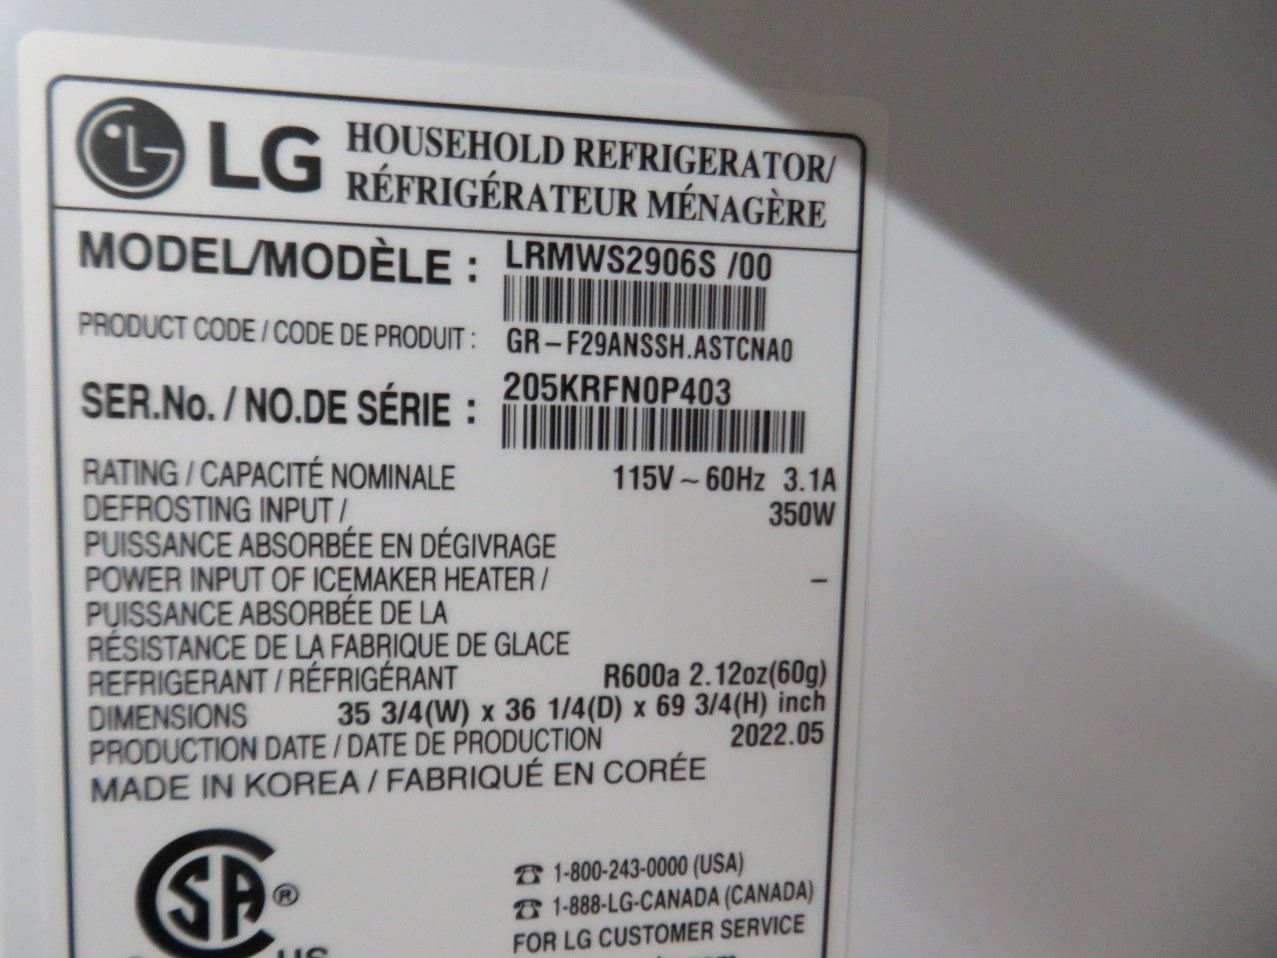 LG HOUSEHOLD REFRIGERATOR/
RÉFRIGÉRATEUR MÉNAGÈRE
MODEL/MODÈLE : LRMWS2906S /00
PRODUCT CODE / CODE DE PRODUIT : GR-F29ANSSH.ASTCNA0
SER.No. / NO.DE SÉRIE : 205KRFN0P403
RATING / CAPACITÉ NOMINALE 115V ~ 60Hz 3.1A
DEFROSTING INPUT / 350W
PUISSANCE ABSORBÉE EN DÉGIVRAGE
POWER INPUT OF ICEMAKER HEATER / –
PUISSANCE ABSORBÉE DE LA
RÉSISTANCE DE LA FABRIQUE DE GLACE
REFRIGERANT / RÉFRIGÉRANT R600a 2.12oz(60g)
DIMENSIONS 35 3/4(W) x 36 1/4(D) x 69 3/4(H) inch
PRODUCTION DATE / DATE DE PRODUCTION 2022.05
MADE IN KOREA / FABRIQUÉ EN CORÉE
SA ®
US
☎ 1-800-243-0000 (USA)
☎ 1-888-LG-CANADA (CANADA)
FOR LG CUSTOMER SERVICE